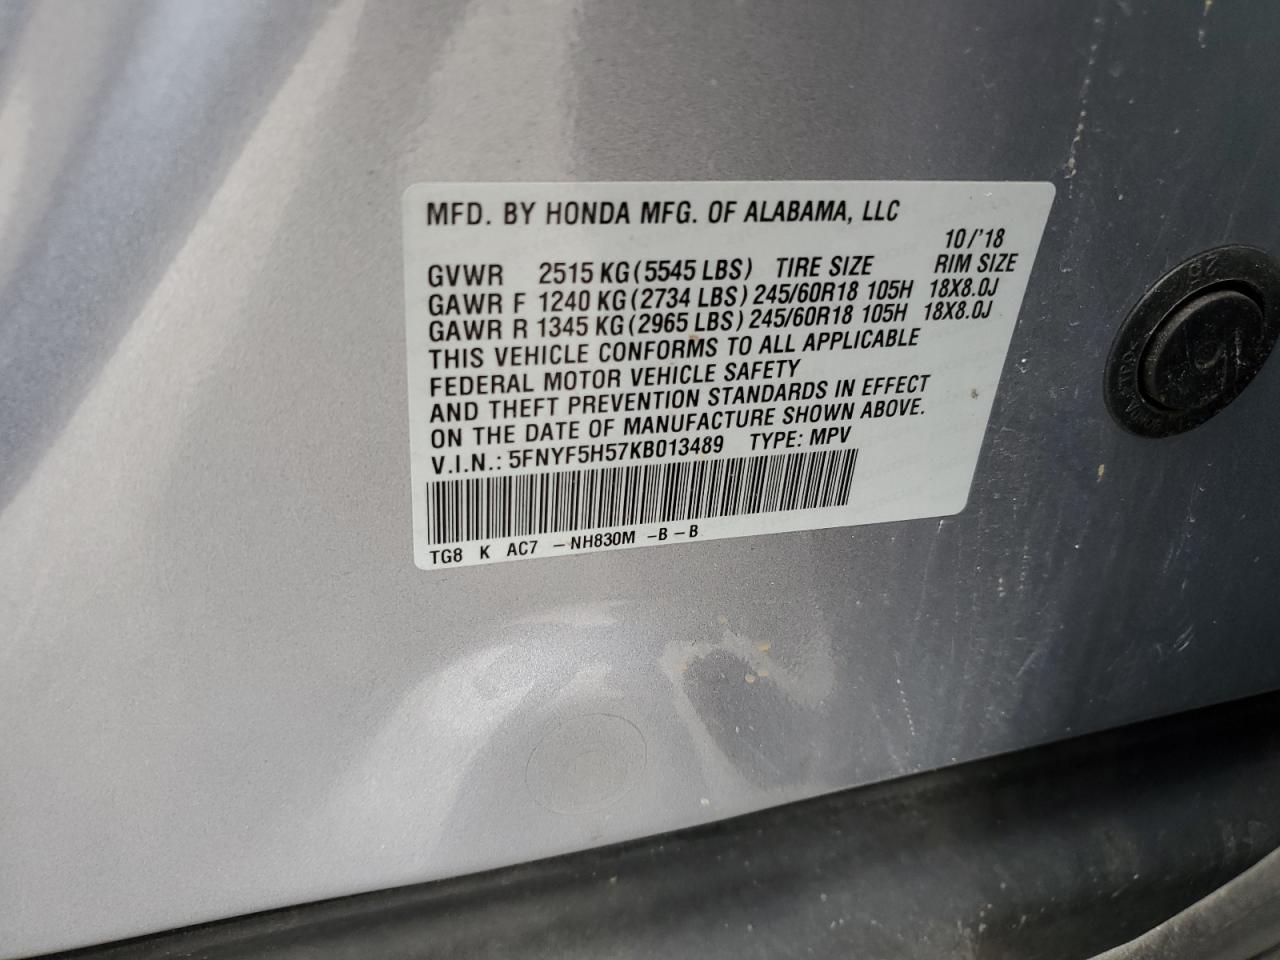 MFD. BY HONDA MFG. OF ALABAMA, LLC
10/'18
GVWR 2515 KG (5545 LBS) TIRE SIZE RIM SIZE
GAWR F 1240 KG (2734 LBS) 245/60R18 105H 18X8.0J
GAWR R 1345 KG (2965 LBS) 245/60R18 105H 18X8.0J
THIS VEHICLE CONFORMS TO ALL APPLICABLE
FEDERAL MOTOR VEHICLE SAFETY
AND THEFT PREVENTION STANDARDS IN EFFECT
ON THE DATE OF MANUFACTURE SHOWN ABOVE.
V.I.N.: 5FNYF5H57KB013489 TYPE: MPV
TG8 K AC7 -NH830M -B-B
25